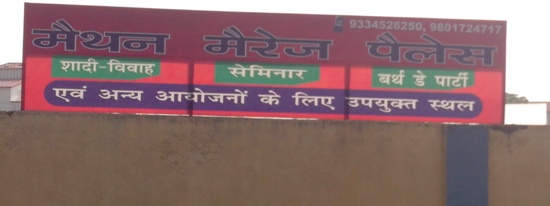 9334526250, 9801724717
मैथन मैरेज पैलेस
शादी-विवाह सेमिनार बर्थ डे पार्टी
एवं अन्य आयोजनों के लिए उपयुक्त स्थल